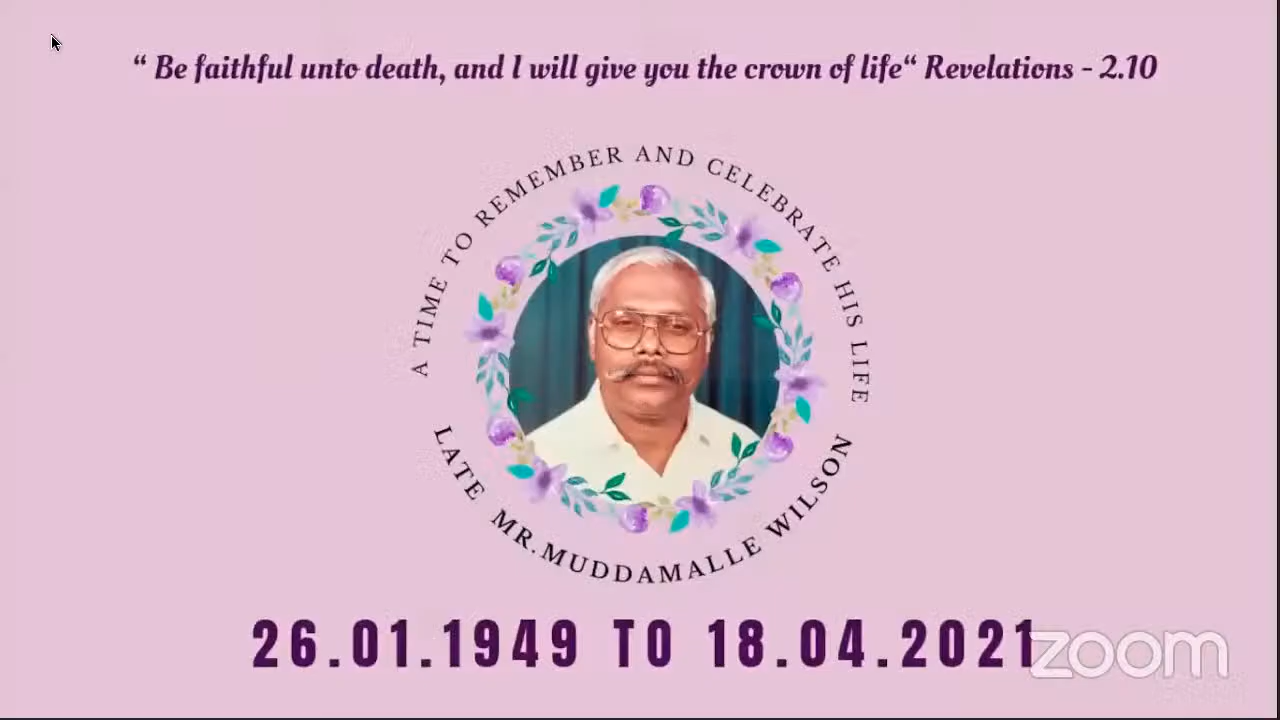 “ Be faithful unto death, and I will give you the crown of life“ Revelations - 2.10
A TIME TO REMEMBER AND CELEBRATE HIS LIFE
LATE MR.MUDDAMALLE WILSON
26.01.1949 TO 18.04.2021
zoom